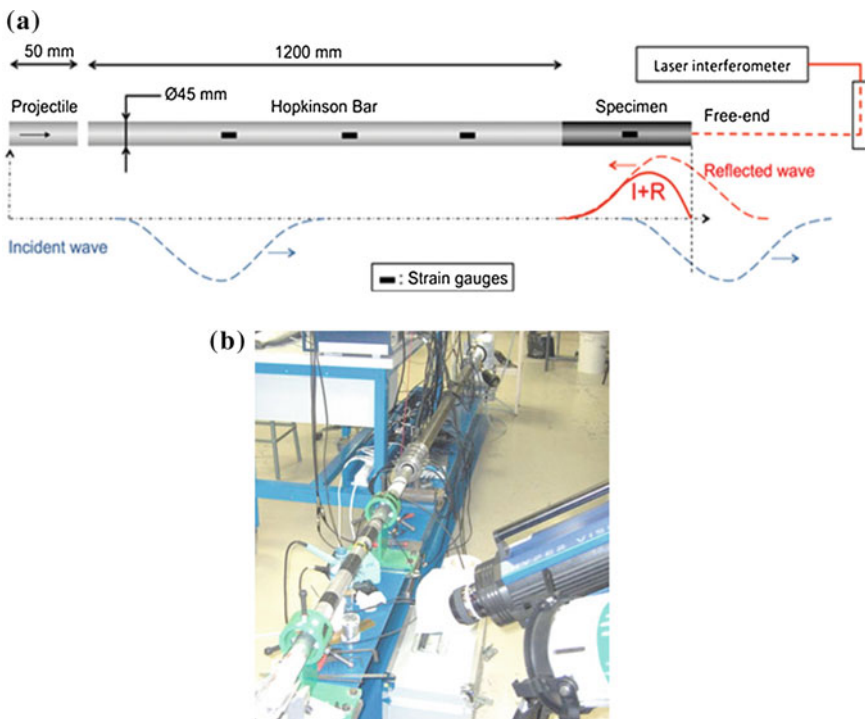 (a)
50 mm
1200 mm
Laser interferometer
Ø45 mm
Projectile
Hopkinson Bar
Specimen
Free-end
Reflected wave
I+R
Incident wave
: Strain gauges
(b)